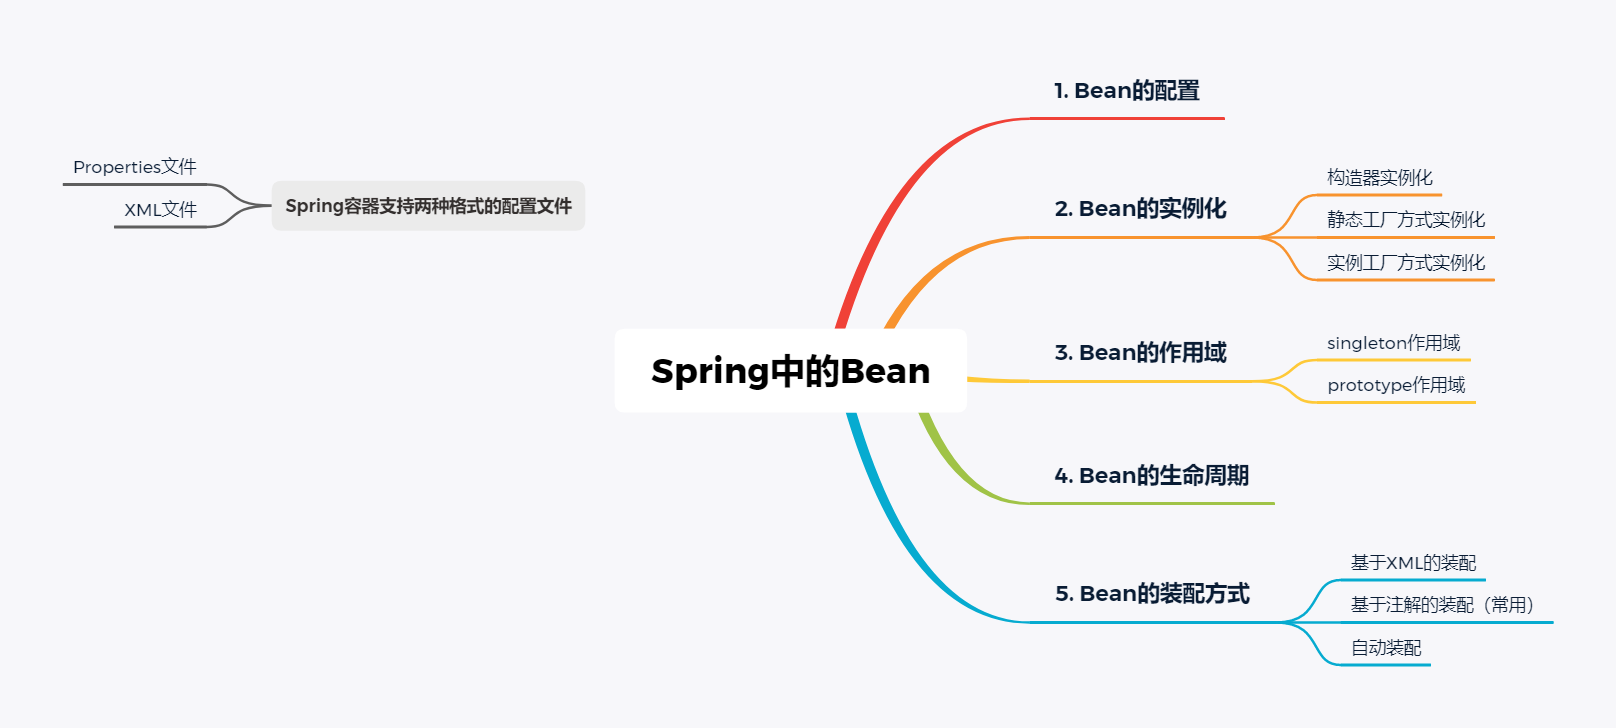 Spring中的Bean
1. Bean的配置
2. Bean的实例化
构造器实例化
静态工厂方式实例化
实例工厂方式实例化
3. Bean的作用域
singleton作用域
prototype作用域
4. Bean的生命周期
5. Bean的装配方式
基于XML的装配
基于注解的装配（常用）
自动装配
Spring容器支持两种格式的配置文件
Properties文件
XML文件